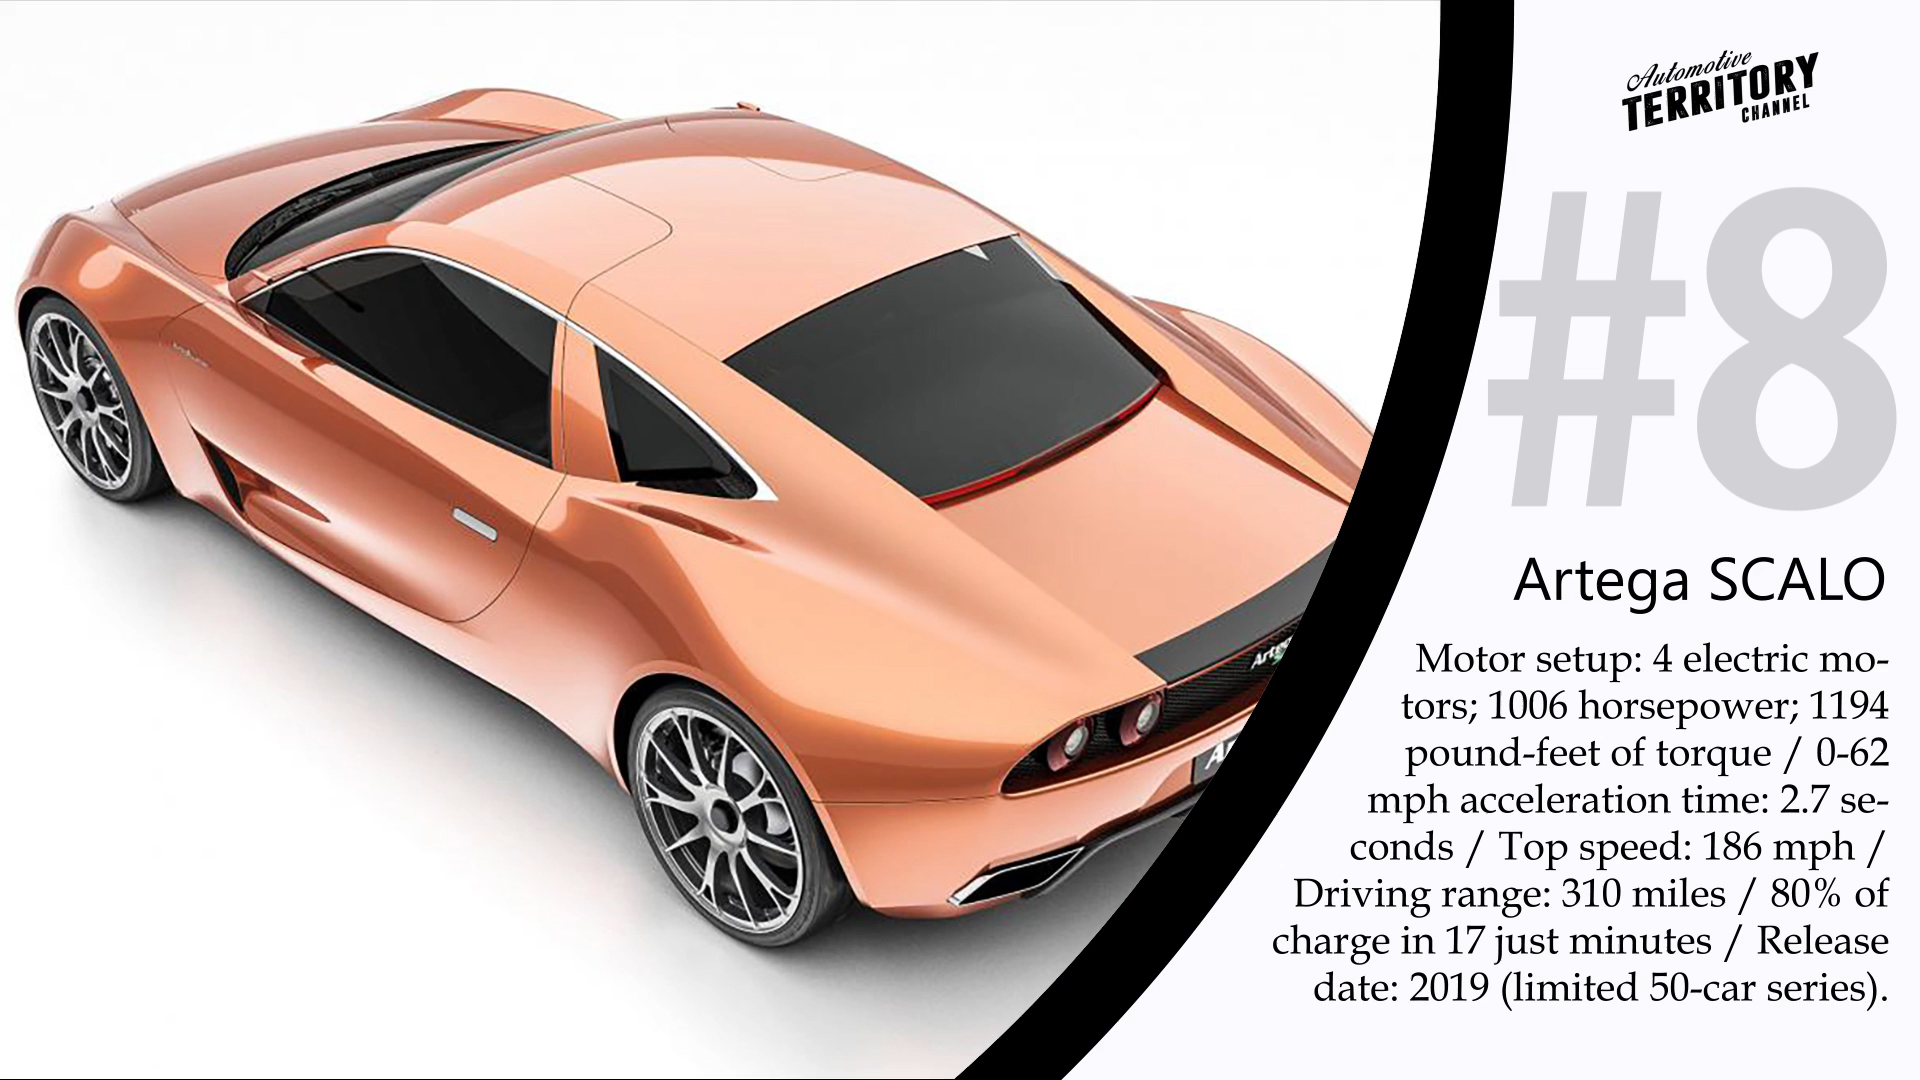 Automotive
TERRITORY
CHANNEL
#8
Artega SCALO
Motor setup: 4 electric mo-
tors; 1006 horsepower; 1194
pound-feet of torque / 0-62
mph acceleration time: 2.7 se-
conds / Top speed: 186 mph /
Driving range: 310 miles / 80% of
charge in 17 just minutes / Release
date: 2019 (limited 50-car series).